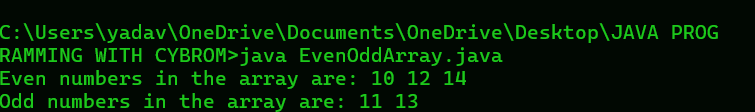 C:\Users\yadav\OneDrive\Documents\OneDrive\Desktop\JAVA PROG
RAMMING WITH CYBROM>java EvenOddArray.java
Even numbers in the array are: 10 12 14
Odd numbers in the array are: 11 13